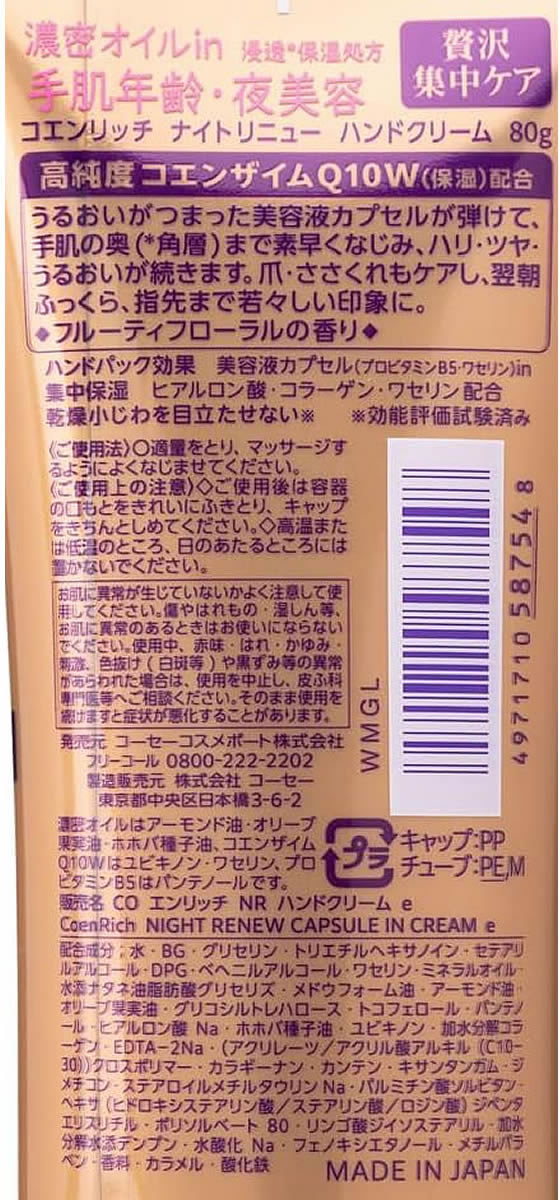 濃密オイルin 浸透*保湿処方
手肌年齢・夜美容
贅沢
集中ケア
コエンリッチ ナイトリニュー ハンドクリーム 80g
高純度コエンザイムQ10W(保湿)配合
うるおいがつまった美容液カプセルが弾けて、
手肌の奥(*角層)まで素早くなじみ、ハリ・ツヤ・
うるおいが続きます。爪・ささくれもケアし、翌朝
ふっくら、指先まで若々しい印象に。
◆フルーティフローラルの香り◆
ハンドパック効果 美容液カプセル(プロビタミンB5・ワセリン)in
集中保湿 ヒアルロン酸・コラーゲン・ワセリン配合
乾燥小じわを目立たせない※ ※効能評価試験済み
〈ご使用法〉○適量をとり、マッサージす
るようによくなじませてください。
〈ご使用上の注意〉◇ご使用後は容器
の口もとをきれいにふきとり、キャップ
をきちんとしめてください。◇高温また
は低温のところ、日のあたるところには
置かないでください。
お肌に異常が生じていないかよく注意して使
用してください。傷やはれもの・湿しん等、
お肌に異常のあるときはお使いにならない
でください。使用中、赤味・はれ・かゆみ・
刺激、色抜け(白斑等)や黒ずみ等の異常
があらわれた場合は、使用を中止し、皮ふ科
専門医等へご相談ください。そのまま使用を
続けますと症状が悪化することがあります。
発売元 コーセーコスメポート株式会社
フリーコール 0800-222-2202
製造販売元 株式会社 コーセー
東京都中央区日本橋3-6-2
WMGL
4971710 587548
濃密オイルはアーモンド油・オリーブ
果実油・ホホバ種子油、コエンザイム
Q10Wはユビキノン・ワセリン、プロ
ビタミンB5はパンテノールです。
プラ
キャップ:PP
チューブ:PE,M
販売名 CO エンリッチ NR ハンドクリーム e
CoenRich NIGHT RENEW CAPSULE IN CREAM e
配合成分;水・BG・グリセリン・トリエチルヘキサノイン・セテアリ
ルアルコール・DPG・ベヘニルアルコール・ワセリン・ミネラルオイル・
水添ナタネ油脂肪酸グリセリズ・メドウフォーム油・アーモンド油・
オリーブ果実油・グリコシルトレハロース・トコフェロール・パンテノ
ール・ヒアルロン酸 Na・ホホバ種子油・ユビキノン・加水分解コラ
ーゲン・EDTA-2Na・(アクリレーツ/アクリル酸アルキル(C10-
30))クロスポリマー・カラギーナン・カンテン・キサンタンガム・ジ
メチコン・ステアロイルメチルタウリン Na・パルミチン酸ソルビタン・
ヘキサ(ヒドロキシステアリン酸/ステアリン酸/ロジン酸)ジペンタ
エリスリチル・ポリソルベート 80・リンゴ酸ジイソステアリル・加水
分解水添デンプン・水酸化 Na・フェノキシエタノール・メチルパラ
ベン・香料・カラメル・酸化鉄
MADE IN JAPAN